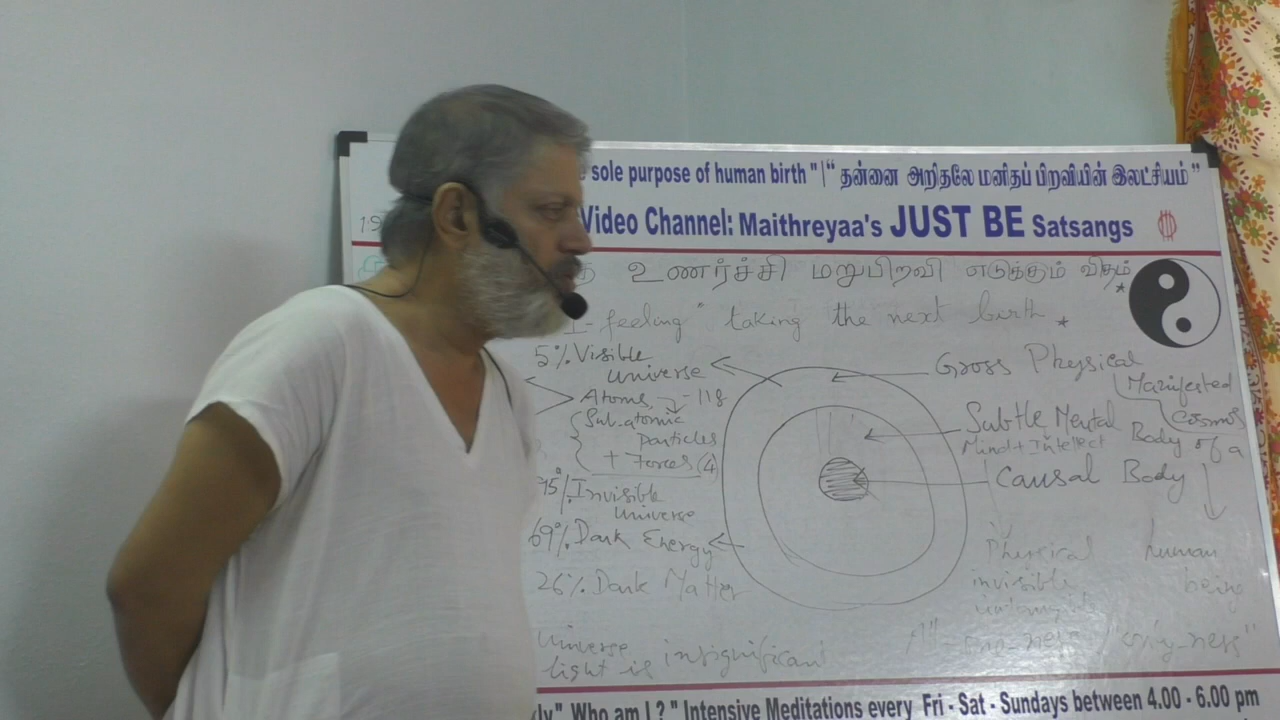 sole purpose of human birth" | "தன்னை அறிதலே மனிதப் பிறவியின் இலட்சியம்"
Video Channel: Maithreyaa's JUST BE Satsangs
உணர்ச்சி மறுபிறவி எடுக்கும் விதம்
I-feeling" taking the next birth
5% Visible
universe
Atoms, - 118
Sub-atomic
Particles
+ Forces (4)
Invisible
universe
69% Dark Energy
26% Dark Matter
universe
light is insignificant
Gross Physical
Manifested
Cosmos
Subtle Mental
Mind + Intellect
Body of a
Causal Body
Physical human
invisible being
"Who am I ?" Intensive Meditations every Fri - Sat - Sundays between 4.00 - 6.00 pm